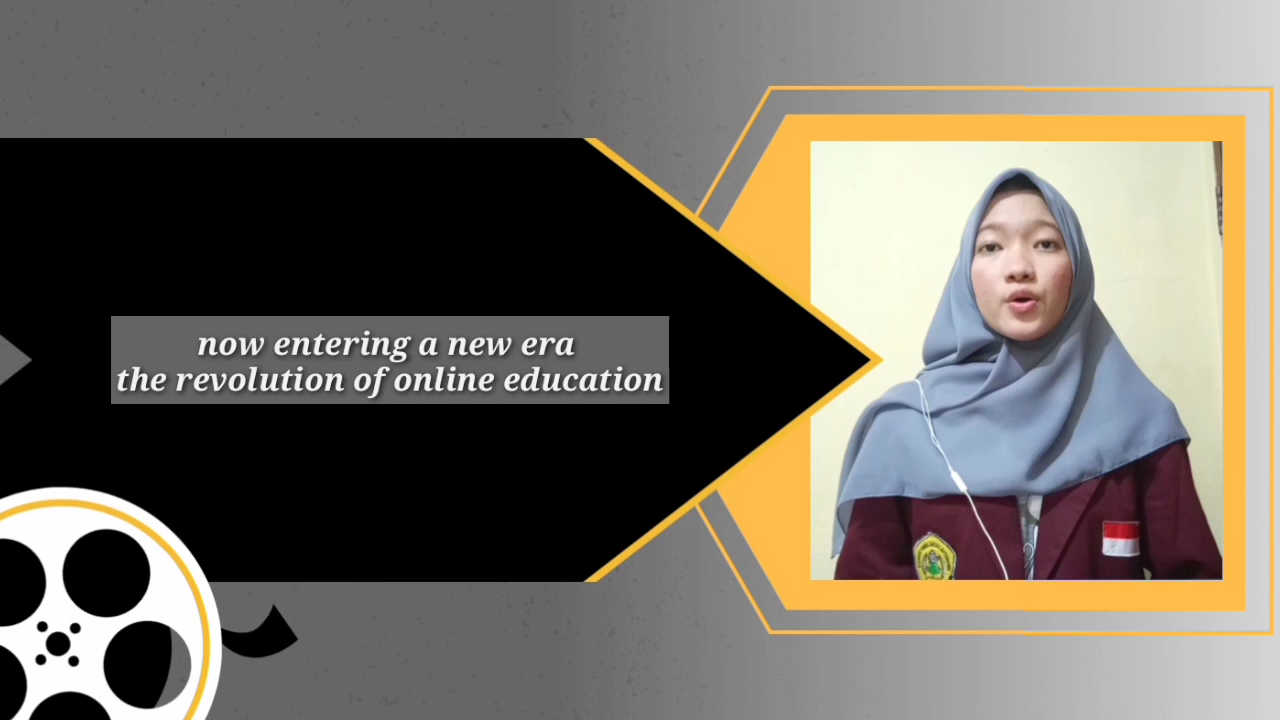 now entering a new era
the revolution of online education